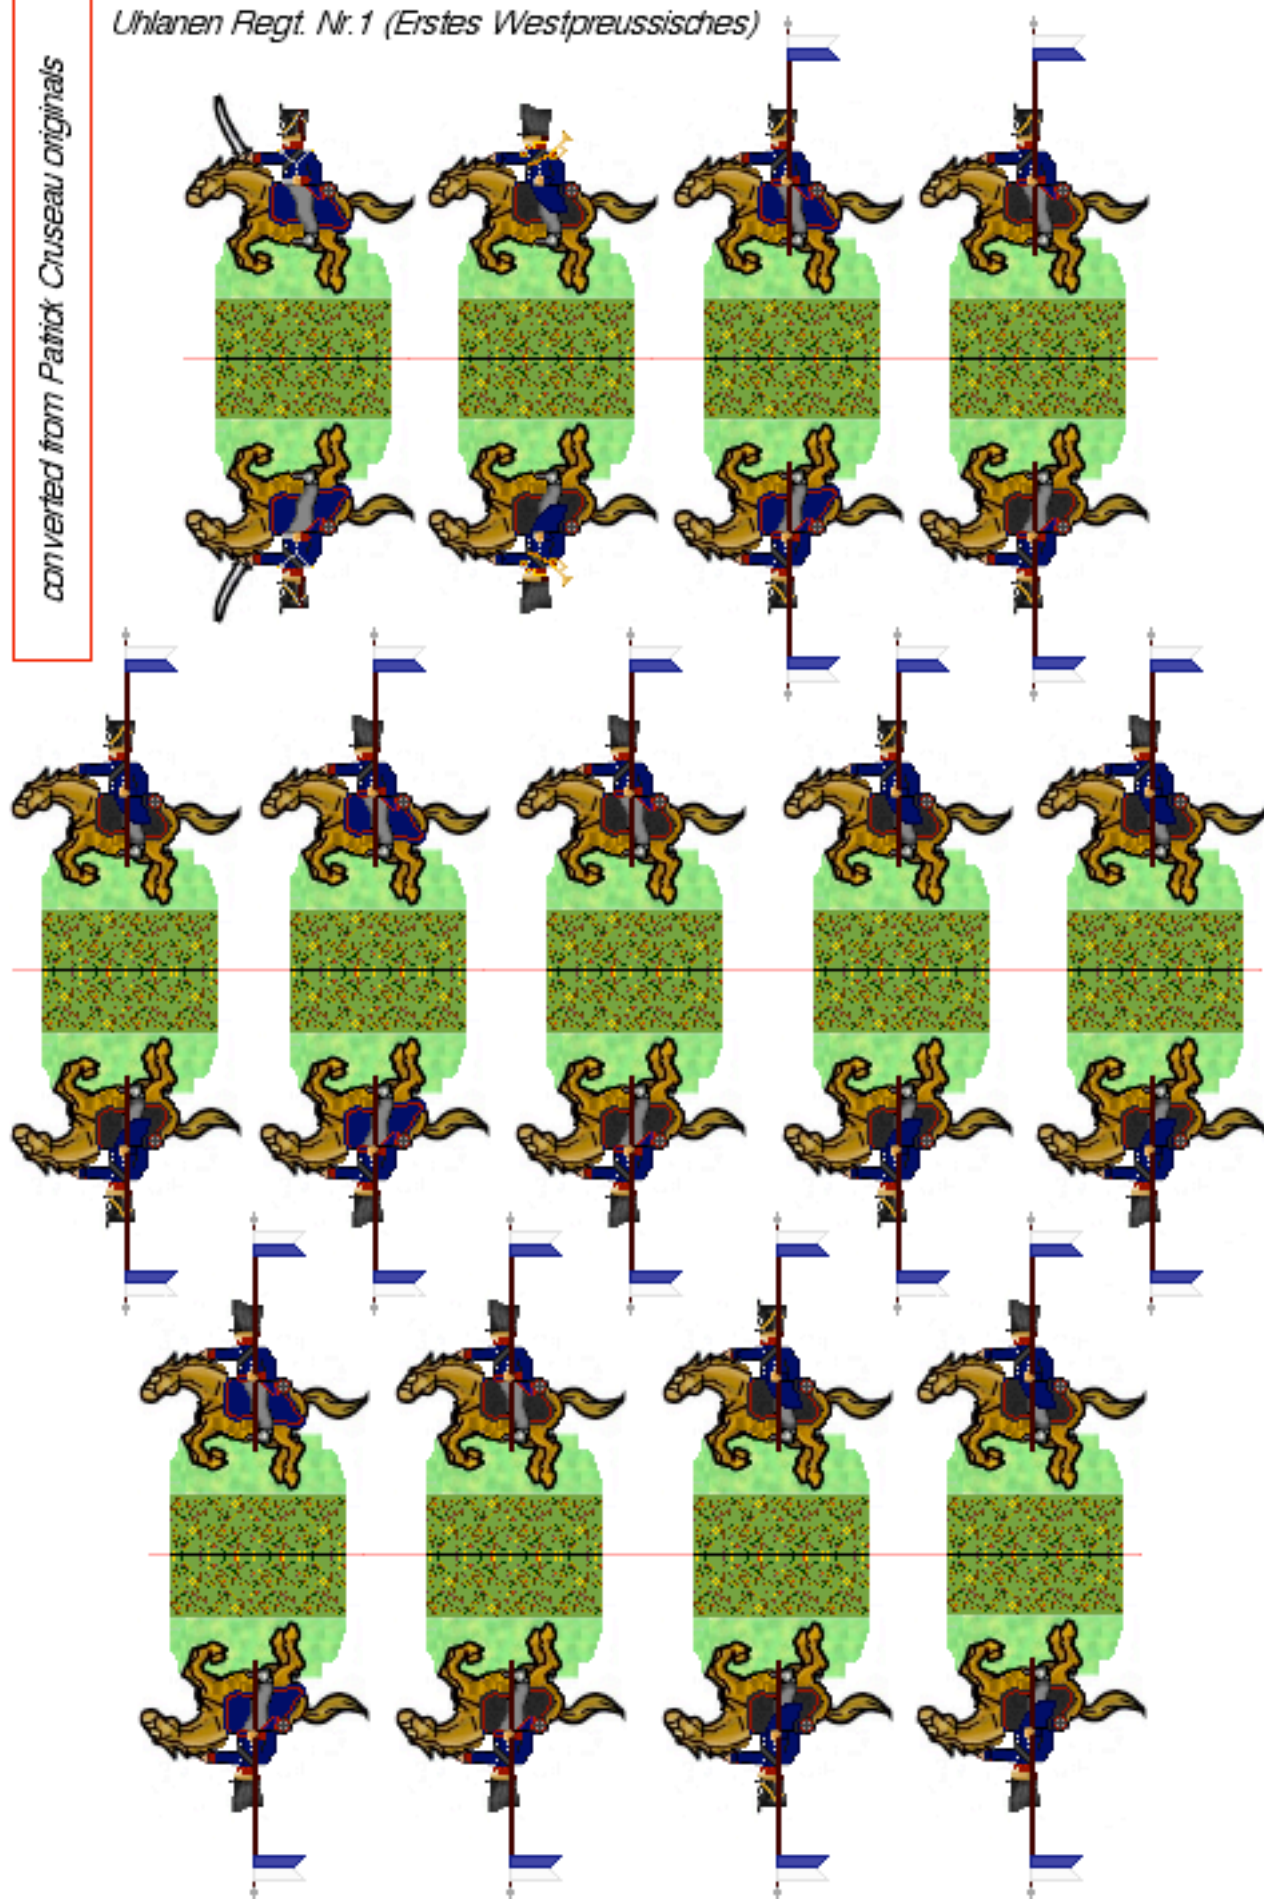 Uhlanen Regt. Nr.1 (Erstes Westpreussisches)
converted from Patrick Cruseau originals